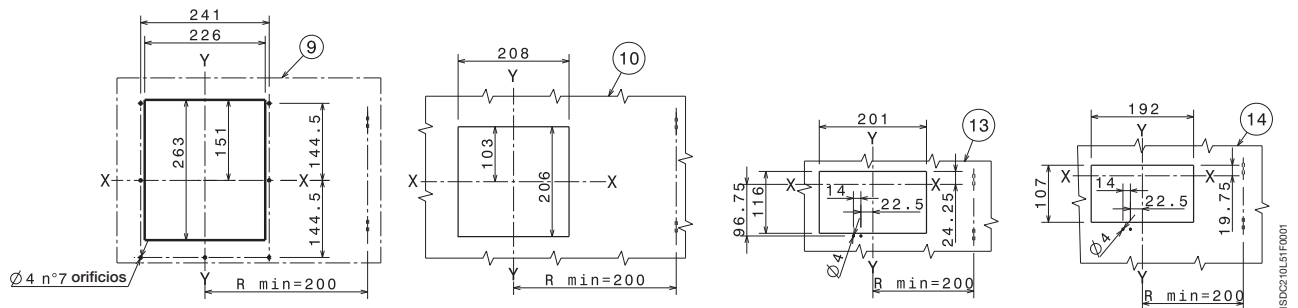 241
226
Y
9
263
151
144.5
144.5
X
X
Y
Ø4 n°7 orificios
R min=200
208
Y
10
103
206
X
X
Y
R min=200
201
Y
13
X
X
14
22.5
96.75
116
24.25
Ø4
Y
R min=200
192
Y
14
X
X
14
22.5
107
19.75
Ø4
Y
R min=200
1SDC210L51F0001